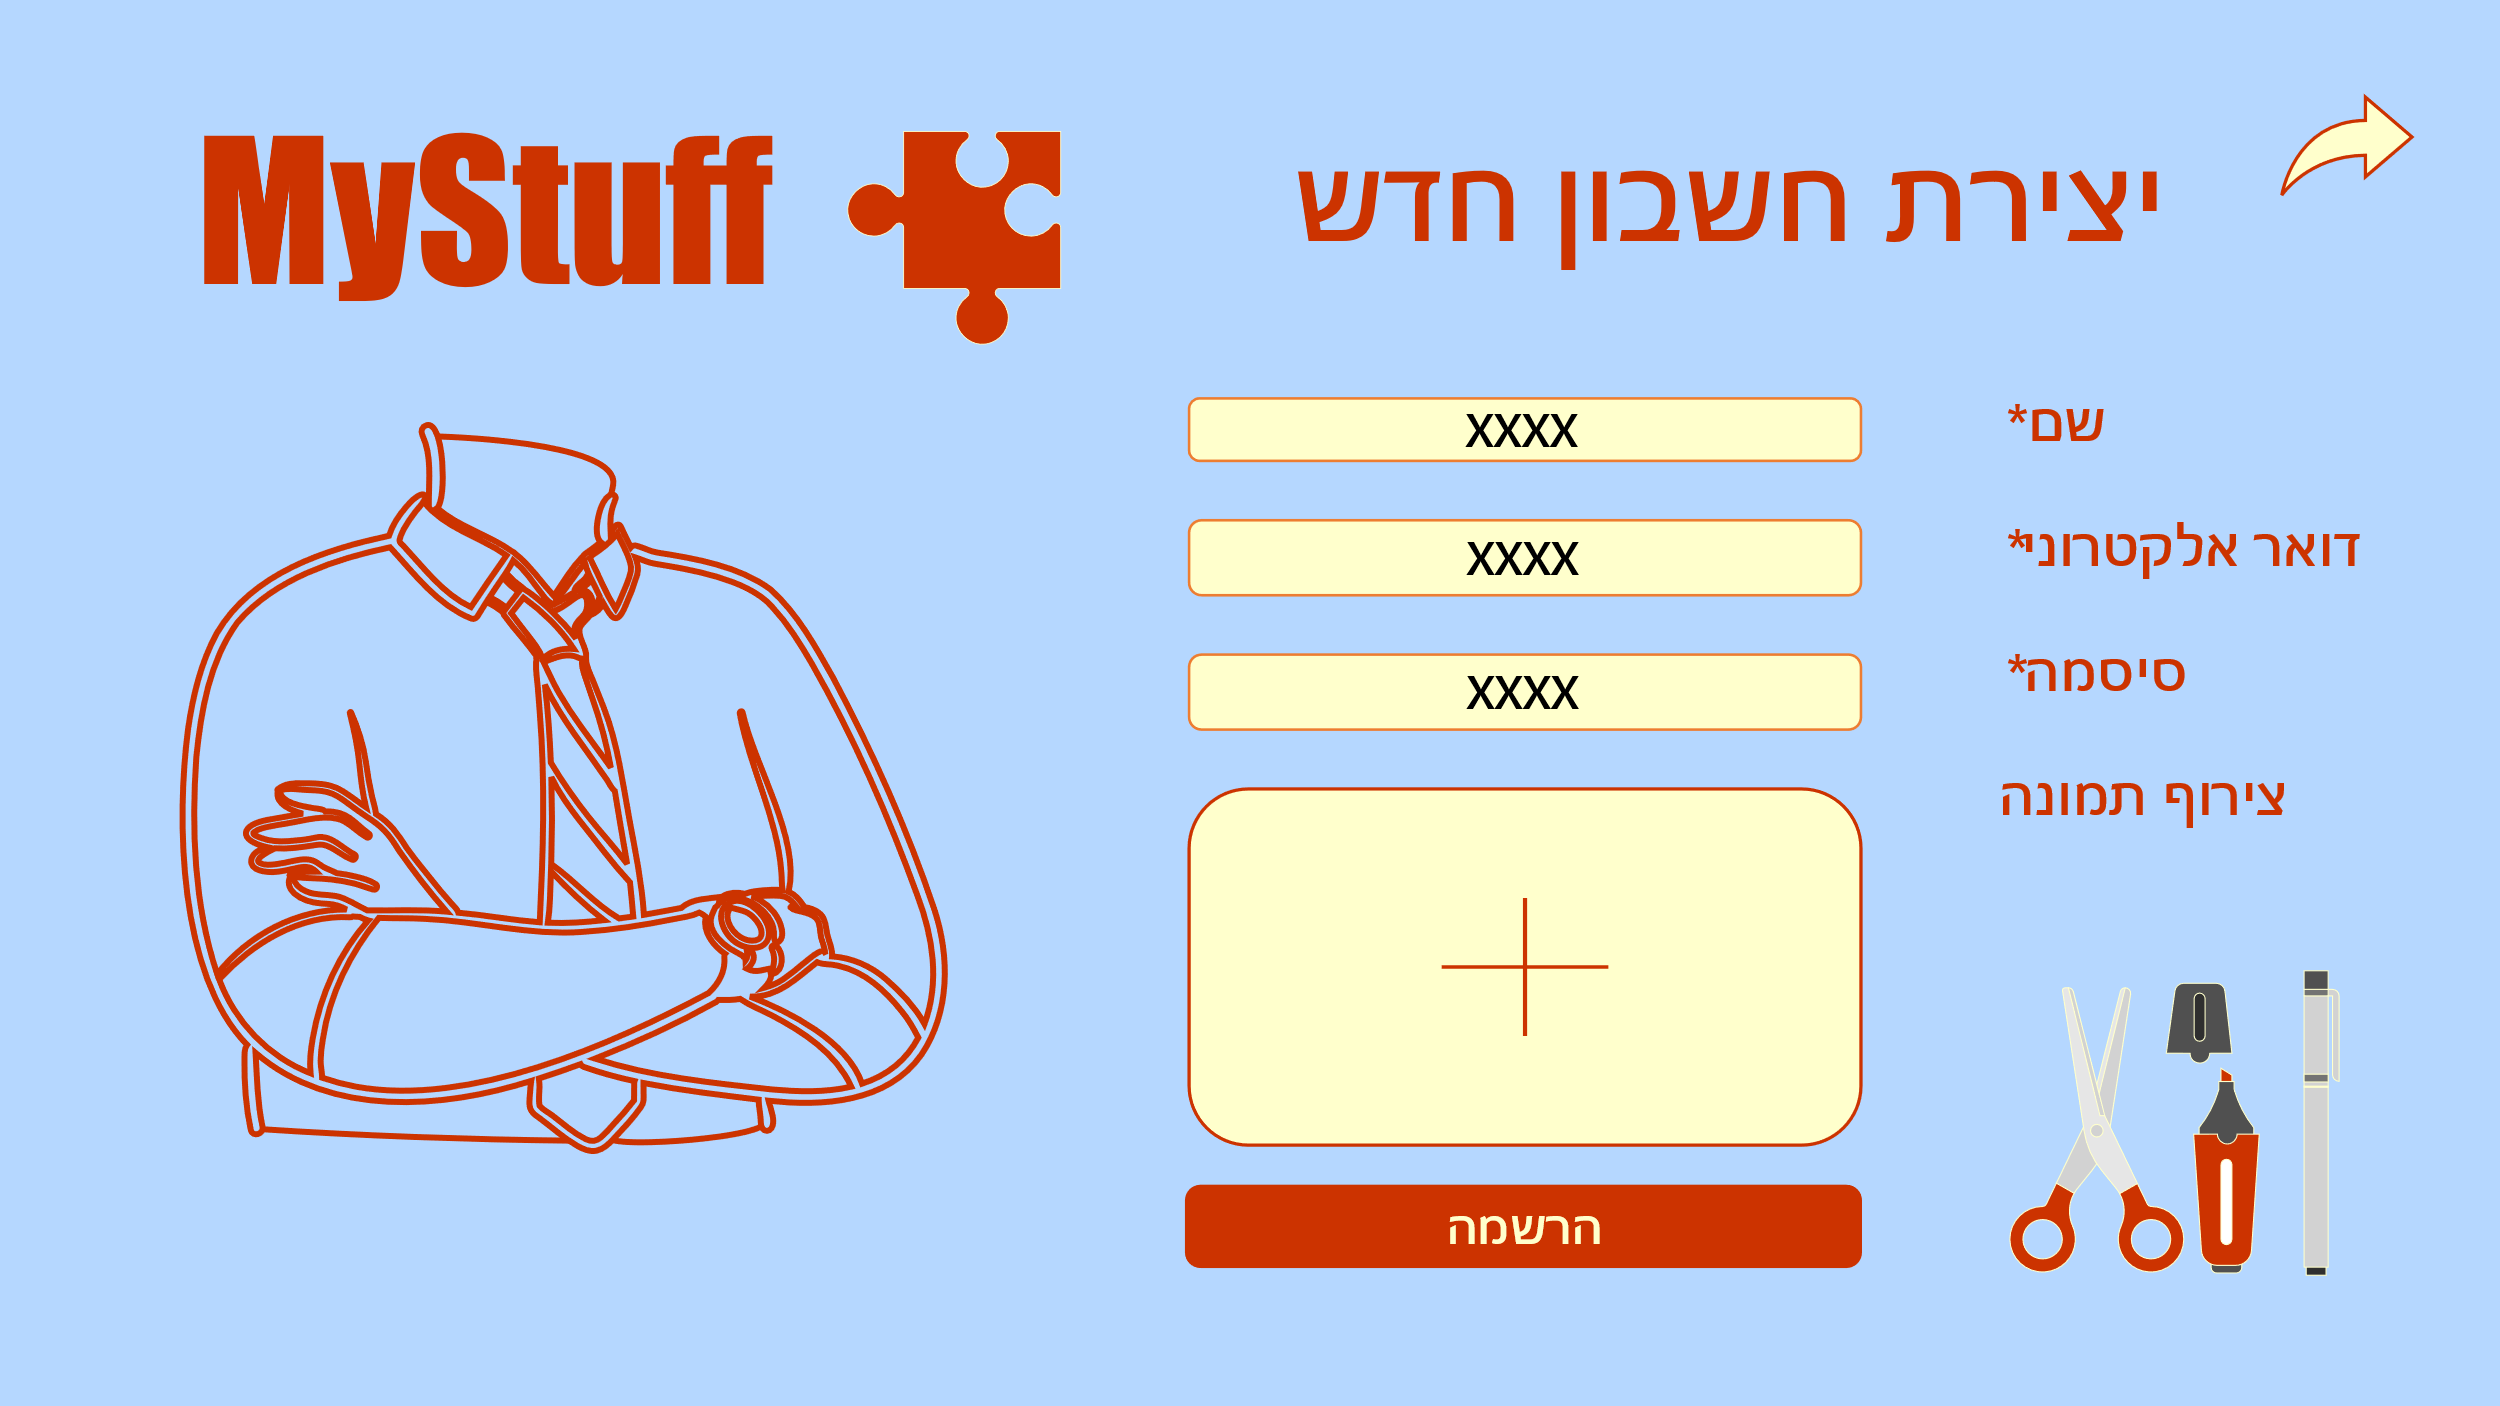 MyStuff
יצירת חשבון חדש
שם*
XXXX
דואר אלקטרוני*
XXXX
סיסמה*
XXXX
צירוף תמונה
הרשמה